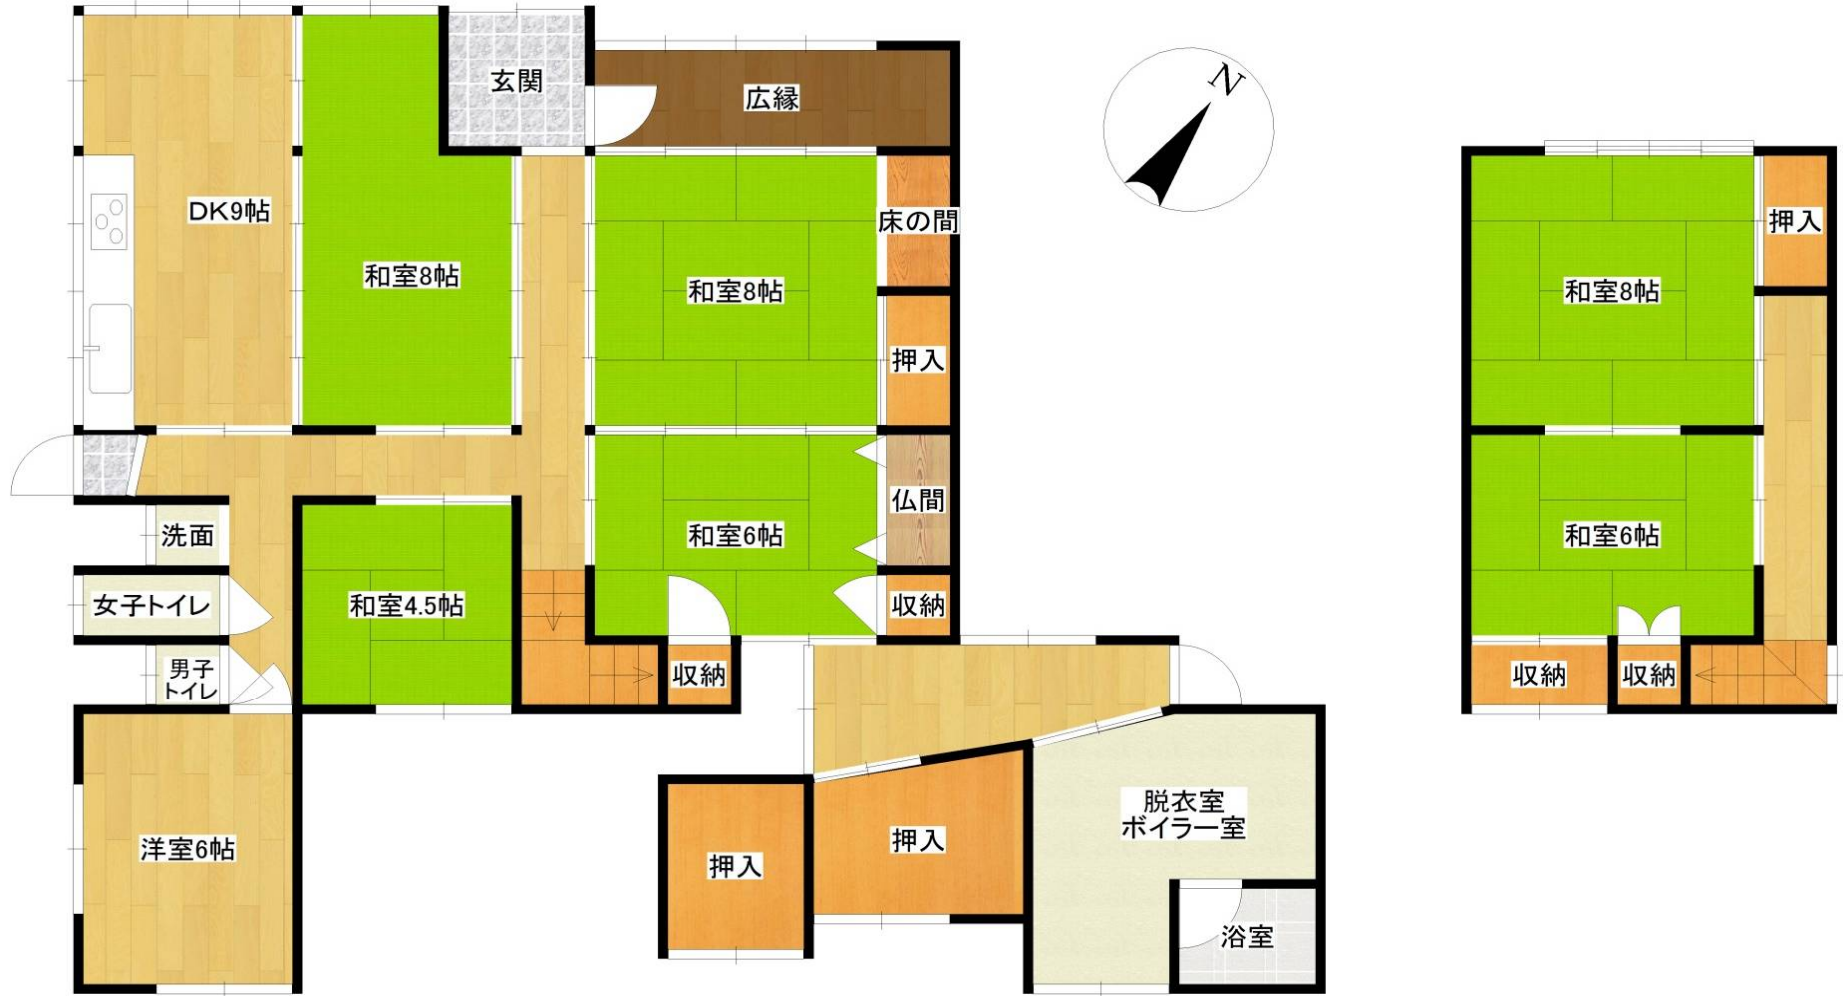 玄関
広縁
N
DK9帖
和室8帖
和室8帖
床の間
押入
和室6帖
仏間
収納
収納
洗面
女子トイレ
男子
トイレ
和室4.5帖
洋室6帖
押入
押入
脱衣室
ボイラー室
浴室
和室8帖
押入
和室6帖
収納
収納